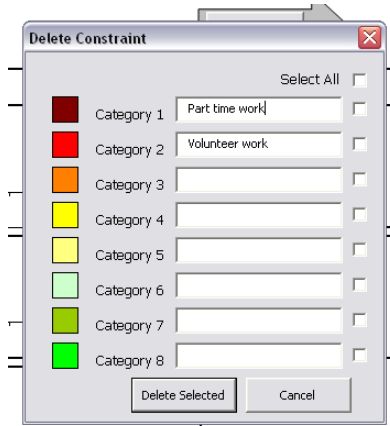 Delete Constraint
Select All
Category 1 Part time work
Category 2 Volunteer work
Category 3
Category 4
Category 5
Category 6
Category 7
Category 8
Delete Selected Cancel